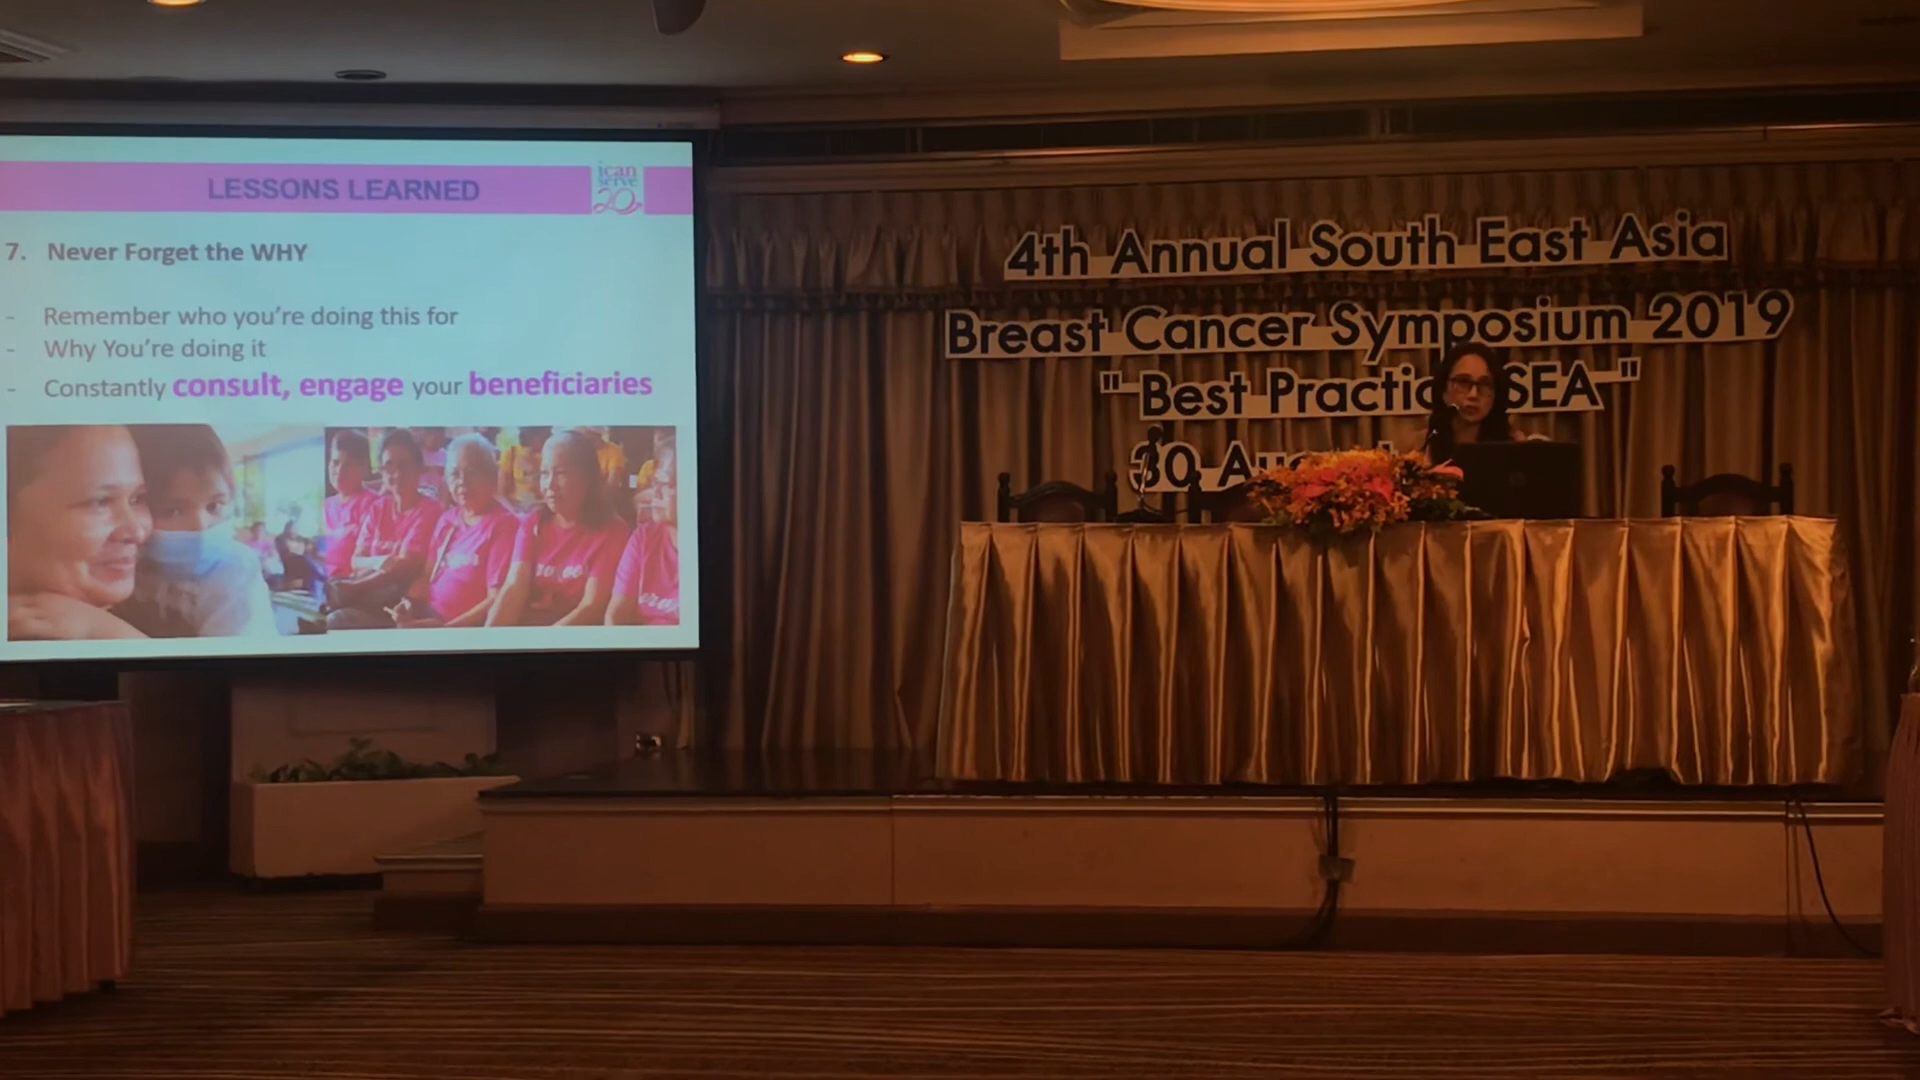 LESSONS LEARNED
ican
serve
20
7. Never Forget the WHY
- Remember who you're doing this for
- Why You're doing it
- Constantly consult, engage your beneficiaries
4th Annual South East Asia
Breast Cancer Symposium 2019
" Best Practic SEA "
30 Au